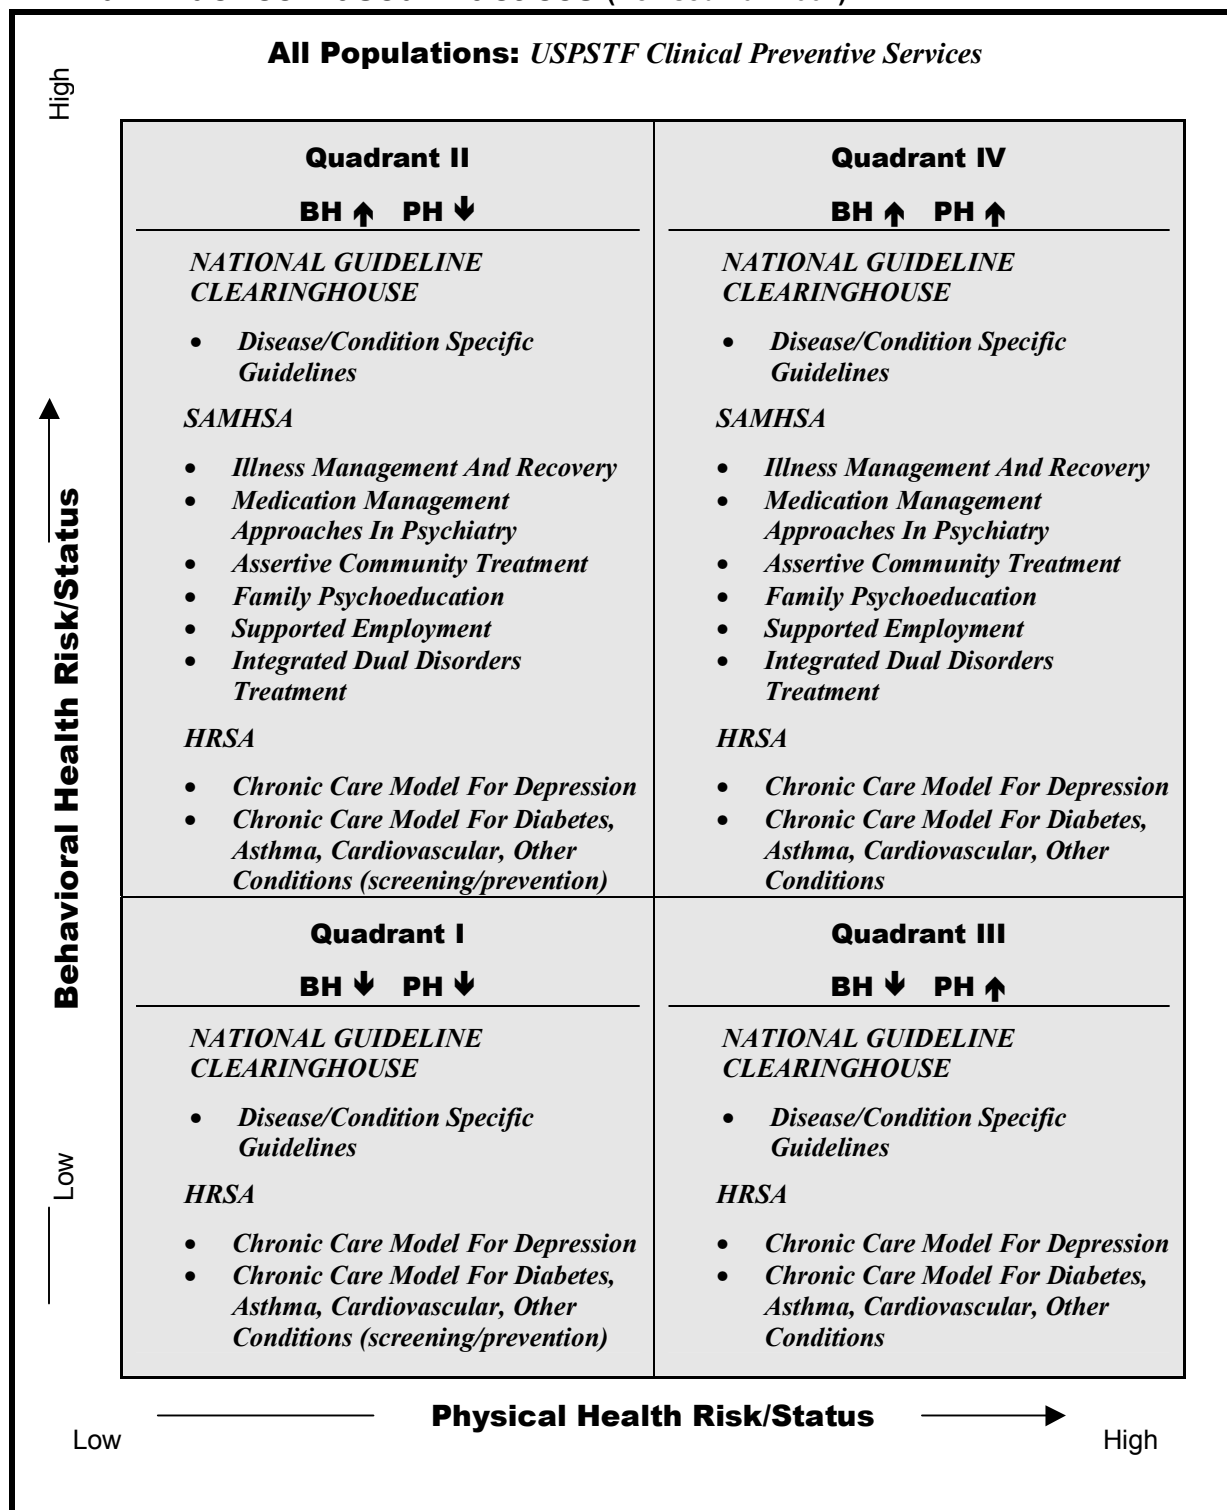 All Populations: USPSTF Clinical Preventive Services
High
Quadrant II
BH ↑ PH ↓
NATIONAL GUIDELINE
CLEARINGHOUSE
• Disease/Condition Specific
Guidelines
SAMHSA
• Illness Management And Recovery
• Medication Management
Approaches In Psychiatry
• Assertive Community Treatment
• Family Psychoeducation
• Supported Employment
• Integrated Dual Disorders
Treatment
HRSA
• Chronic Care Model For Depression
• Chronic Care Model For Diabetes,
Asthma, Cardiovascular, Other
Conditions (screening/prevention)
Quadrant IV
BH ↑ PH ↑
NATIONAL GUIDELINE
CLEARINGHOUSE
• Disease/Condition Specific
Guidelines
SAMHSA
• Illness Management And Recovery
• Medication Management
Approaches In Psychiatry
• Assertive Community Treatment
• Family Psychoeducation
• Supported Employment
• Integrated Dual Disorders
Treatment
HRSA
• Chronic Care Model For Depression
• Chronic Care Model For Diabetes,
Asthma, Cardiovascular, Other
Conditions
Behavioral Health Risk/Status
Low
Quadrant I
BH ↓ PH ↓
NATIONAL GUIDELINE
CLEARINGHOUSE
• Disease/Condition Specific
Guidelines
HRSA
• Chronic Care Model For Depression
• Chronic Care Model For Diabetes,
Asthma, Cardiovascular, Other
Conditions (screening/prevention)
Quadrant III
BH ↓ PH ↑
NATIONAL GUIDELINE
CLEARINGHOUSE
• Disease/Condition Specific
Guidelines
HRSA
• Chronic Care Model For Depression
• Chronic Care Model For Diabetes,
Asthma, Cardiovascular, Other
Conditions
Physical Health Risk/Status
Low
High